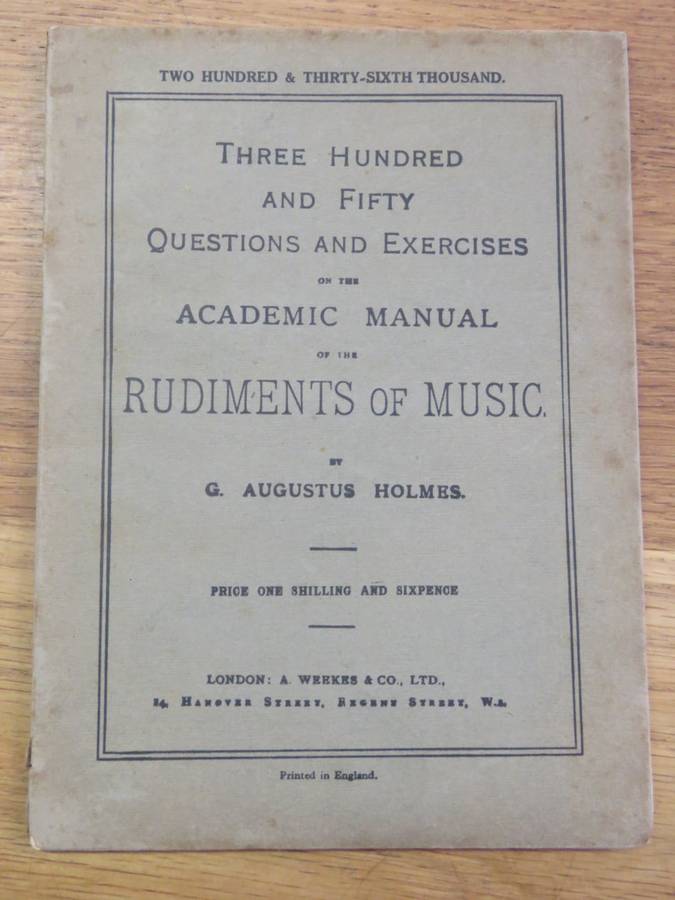 TWO HUNDRED & THIRTY-SIXTH THOUSAND.
THREE HUNDRED
AND FIFTY
QUESTIONS AND EXERCISES
ON THE
ACADEMIC MANUAL
OF THE
RUDIMENTS OF MUSIC.
BY
G. AUGUSTUS HOLMES.
PRICE ONE SHILLING AND SIXPENCE
LONDON: A. WEEKES & CO., LTD.,
14, HANOVER STREET, REGENT STREET, W.1.
Printed in England.